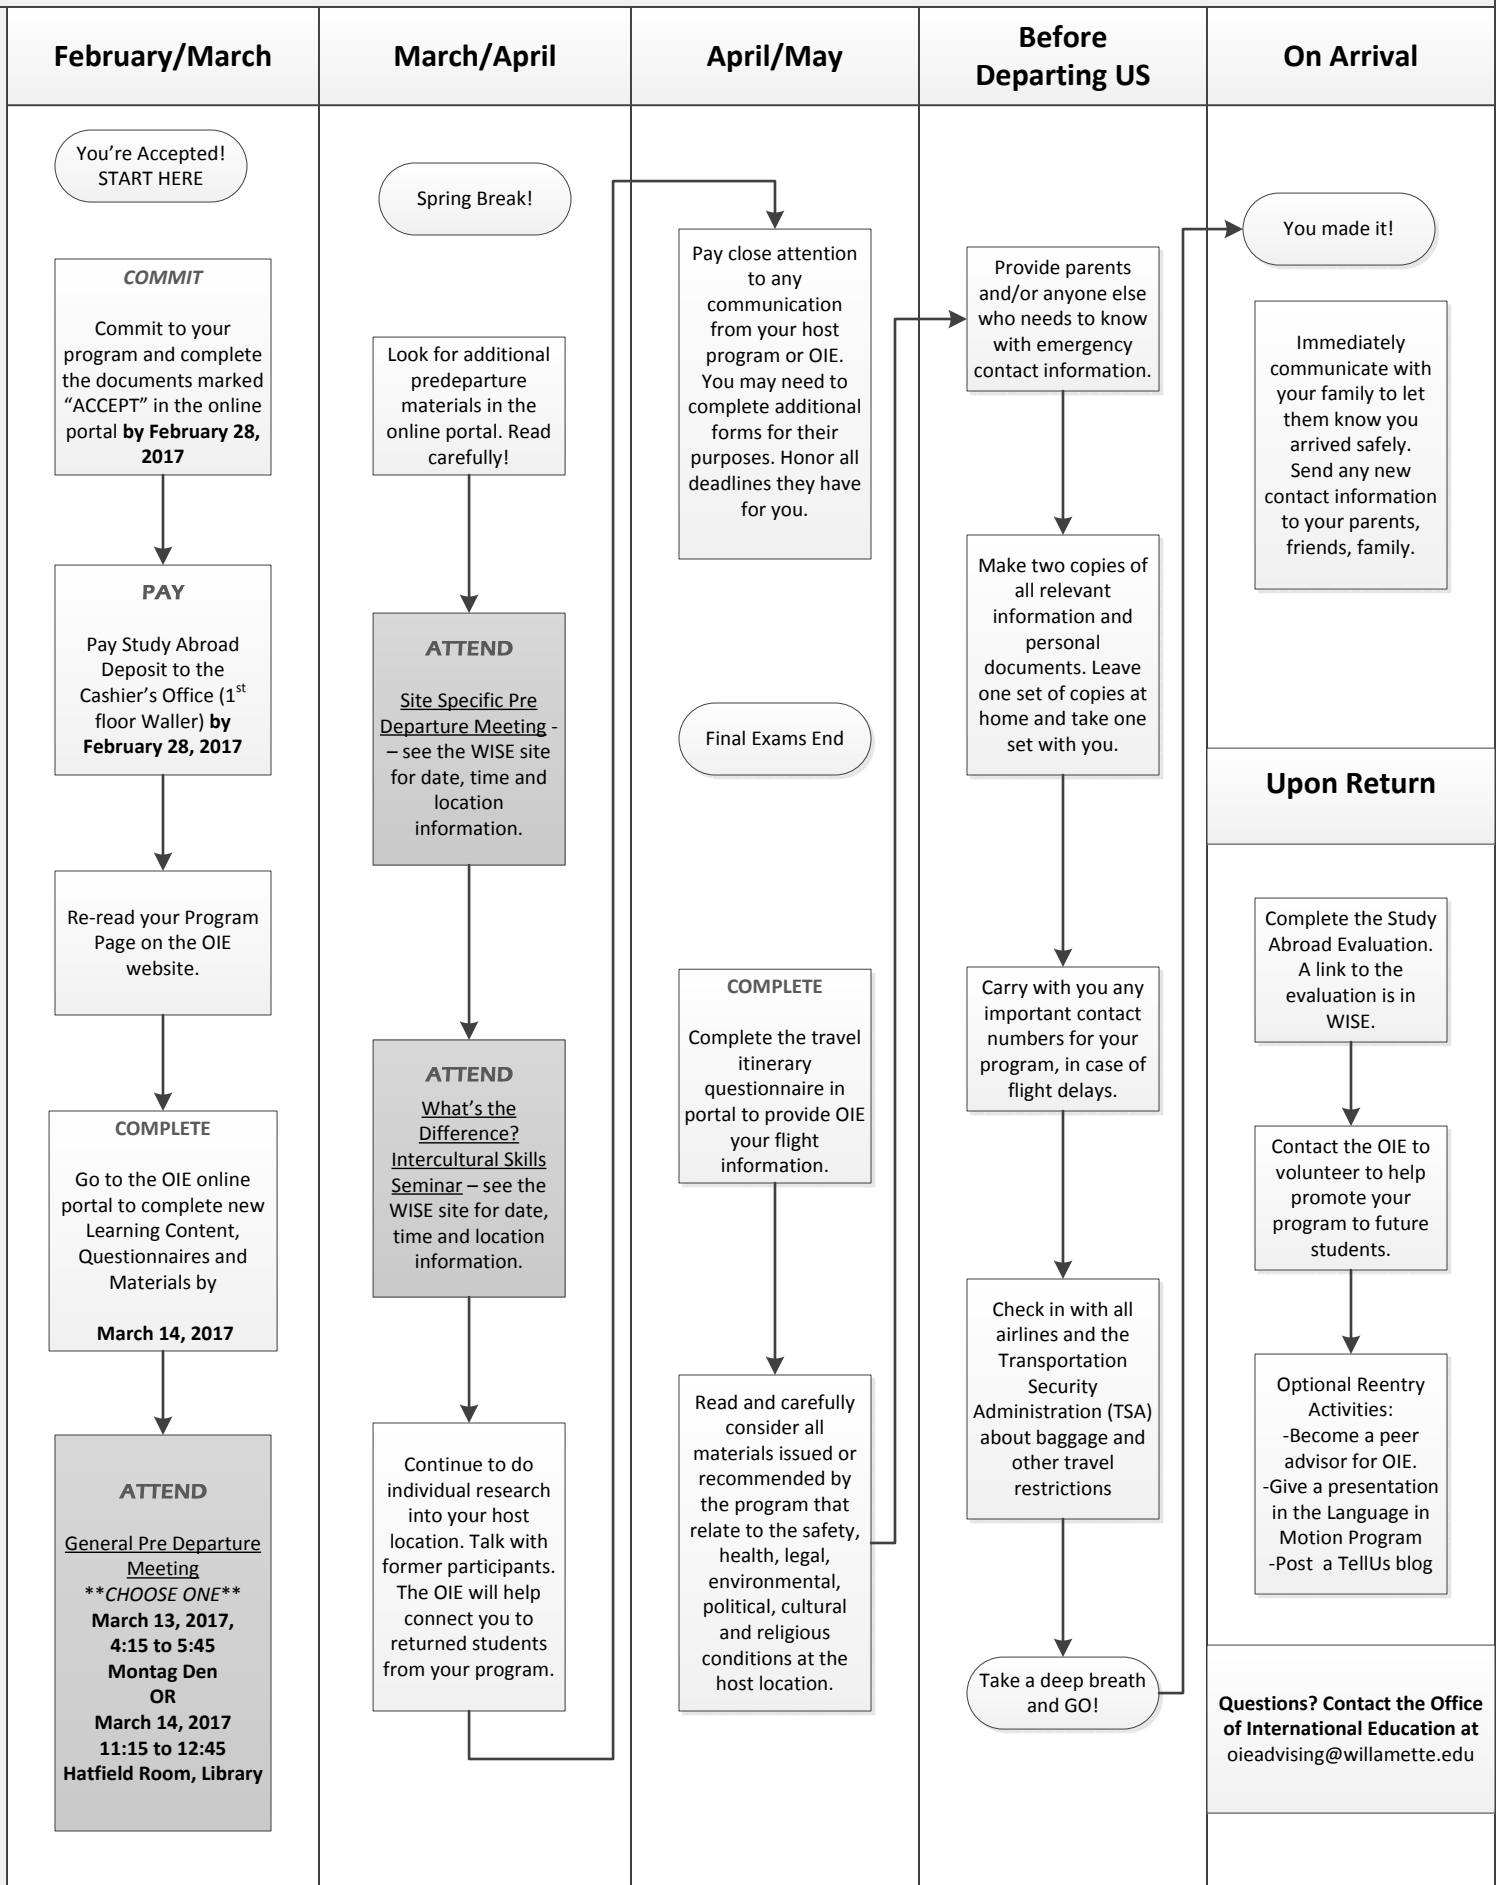 February/March
You're Accepted!
START HERE
COMMIT
Commit to your
program and complete
the documents marked
“ACCEPT” in the online
portal by February 28,
2017
PAY
Pay Study Abroad
Deposit to the
Cashier's Office (1st
floor Waller) by
February 28, 2017
Re-read your Program
Page on the OIE
website.
COMPLETE
Go to the OIE online
portal to complete new
Learning Content,
Questionnaires and
Materials by
March 14, 2017
ATTEND
General Pre Departure
Meeting
**CHOOSE ONE**
March 13, 2017,
4:15 to 5:45
Montag Den
OR
March 14, 2017
11:15 to 12:45
Hatfield Room, Library
March/April
Spring Break!
Look for additional
predeparture
materials in the
online portal. Read
carefully!
ATTEND
Site Specific Pre
Departure Meeting -
– see the WISE site
for date, time and
location
information.
ATTEND
What's the
Difference?
Intercultural Skills
Seminar – see the
WISE site for date,
time and location
information.
Continue to do
individual research
into your host
location. Talk with
former participants.
The OIE will help
connect you to
returned students
from your program.
April/May
Pay close attention
to any
communication
from your host
program or OIE.
You may need to
complete additional
forms for their
purposes. Honor all
deadlines they have
for you.
Final Exams End
COMPLETE
Complete the travel
itinerary
questionnaire in
portal to provide OIE
your flight
information.
Read and carefully
consider all
materials issued or
recommended by
the program that
relate to the safety,
health, legal,
environmental,
political, cultural
and religious
conditions at the
host location.
Before
Departing US
Provide parents
and/or anyone else
who needs to know
with emergency
contact information.
Make two copies of
all relevant
information and
personal
documents. Leave
one set of copies at
home and take one
set with you.
Carry with you any
important contact
numbers for your
program, in case of
flight delays.
Check in with all
airlines and the
Transportation
Security
Administration (TSA)
about baggage and
other travel
restrictions
Take a deep breath
and GO!
On Arrival
You made it!
Immediately
communicate with
your family to let
them know you
arrived safely.
Send any new
contact information
to your parents,
friends, family.
Upon Return
Complete the Study
Abroad Evaluation.
A link to the
evaluation is in
WISE.
Contact the OIE to
volunteer to help
promote your
program to future
students.
Optional Reentry
Activities:
-Become a peer
advisor for OIE.
-Give a presentation
in the Language in
Motion Program
-Post a TellUs blog
Questions? Contact the Office
of International Education at
oieadvising@willamette.edu